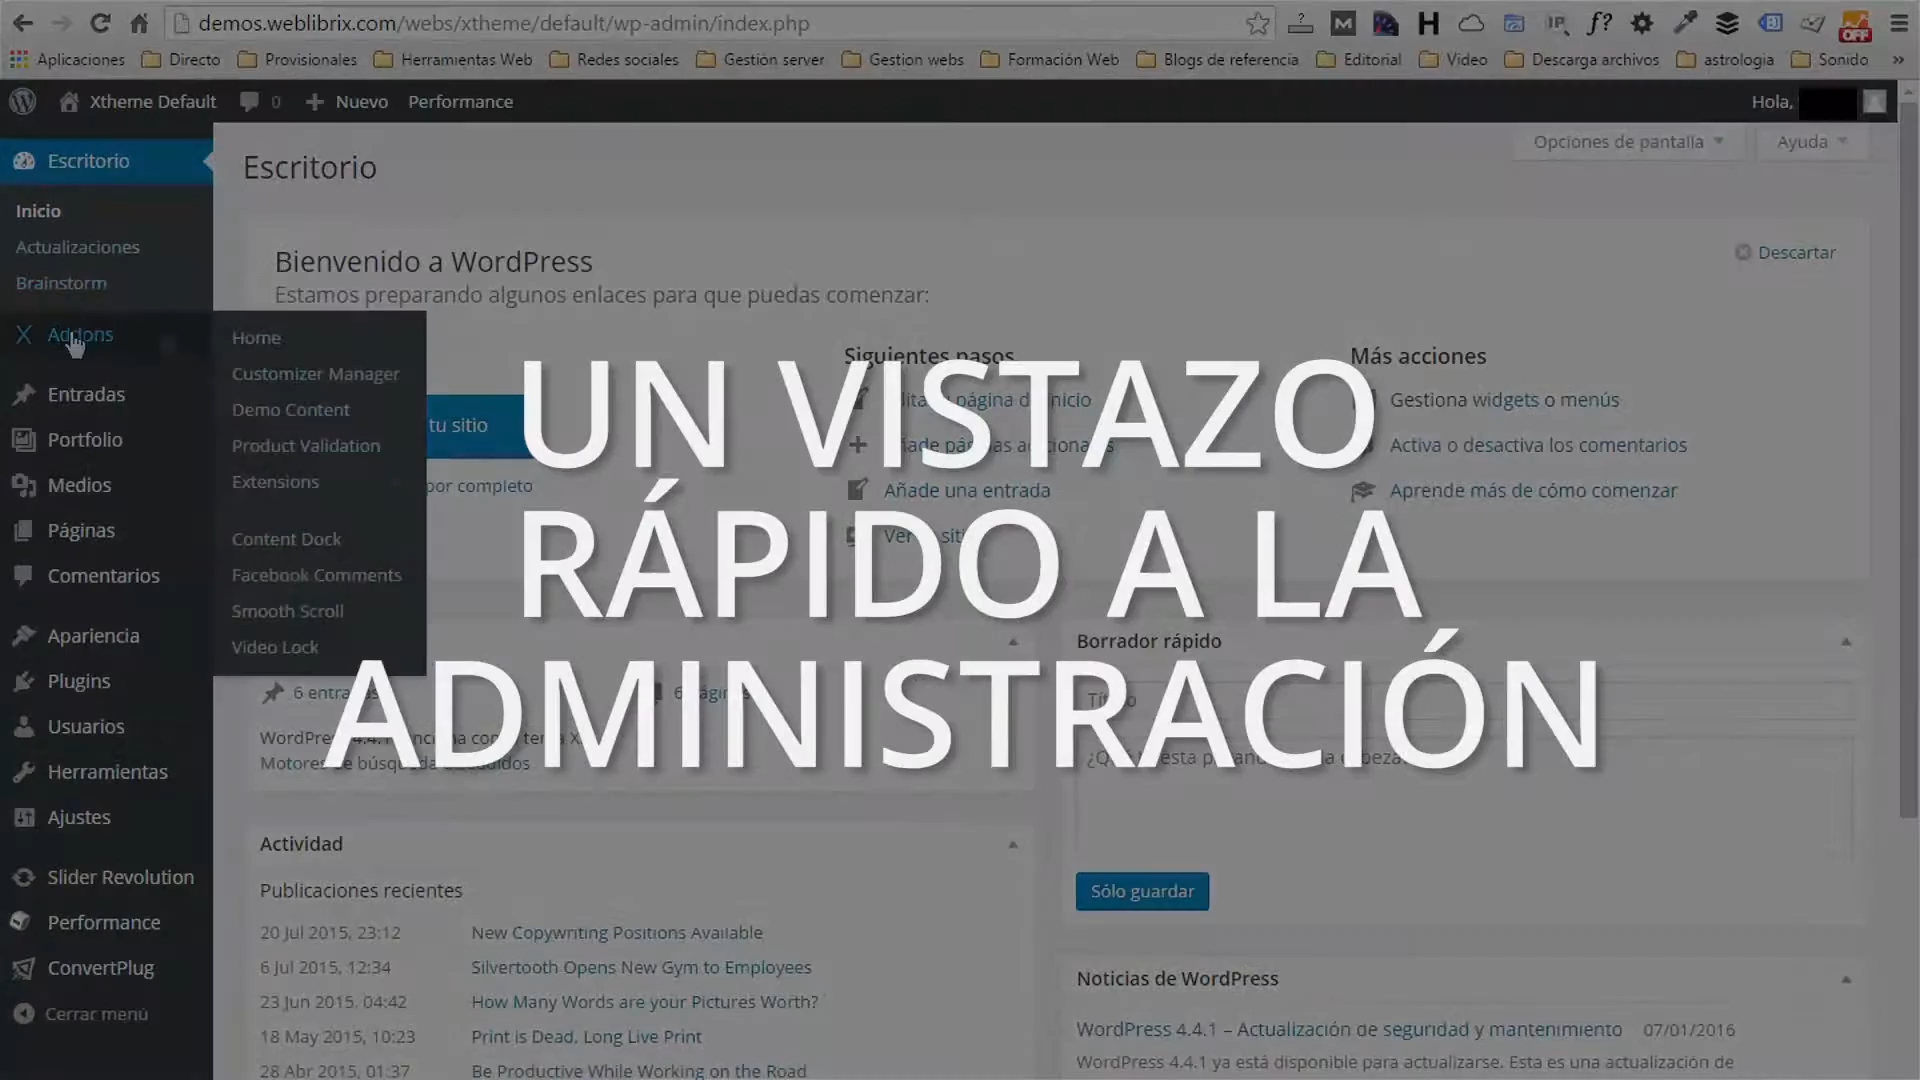 demos.weblibrix.com/webs/xtheme/default/wp-admin/index.php
Aplicaciones Directo Provisionales Herramientas Web Redes sociales Gestión server Gestion webs Formación Web Blogs de referencia Editorial Video Descarga archivos astrologia Sonido »
Xtheme Default 0 + Nuevo Performance Hola,
Opciones de pantalla Ayuda
Escritorio
Inicio
Actualizaciones
Brainstorm
Addons
Entradas
Portfolio
Medios
Páginas
Comentarios
Apariencia
Plugins
Usuarios
Herramientas
Ajustes
Slider Revolution
Performance
ConvertPlug
Cerrar menú
Home
Customizer Manager
Demo Content
Product Validation
Extensions
Content Dock
Facebook Comments
Smooth Scroll
Video Lock
Escritorio
Bienvenido a WordPress
Descartar
Estamos preparando algunos enlaces para que puedas comenzar:
tu sitio
por completo
Siguientes pasos
página
inicio
Añade una entrada
Ver
Más acciones
Gestiona widgets o menús
Activa o desactiva los comentarios
Aprende más de cómo comenzar
UN VISTAZO
RÁPIDO A LA
ADMINISTRACIÓN
6
WordPress
Motores de búsqueda
Actividad
Publicaciones recientes
20 Jul 2015, 23:12 New Copywriting Positions Available
6 Jul 2015, 12:34 Silvertooth Opens New Gym to Employees
23 Jun 2015, 04:42 How Many Words are your Pictures Worth?
18 May 2015, 10:23 Print is Dead, Long Live Print
28 Abr 2015, 01:37 Be Productive While Working on the Road
Borrador rápido
Sólo guardar
Noticias de WordPress
WordPress 4.4.1 – Actualización de seguridad y mantenimiento 07/01/2016
WordPress 4.4.1 ya está disponible para actualizarse. Esta es una actualización de